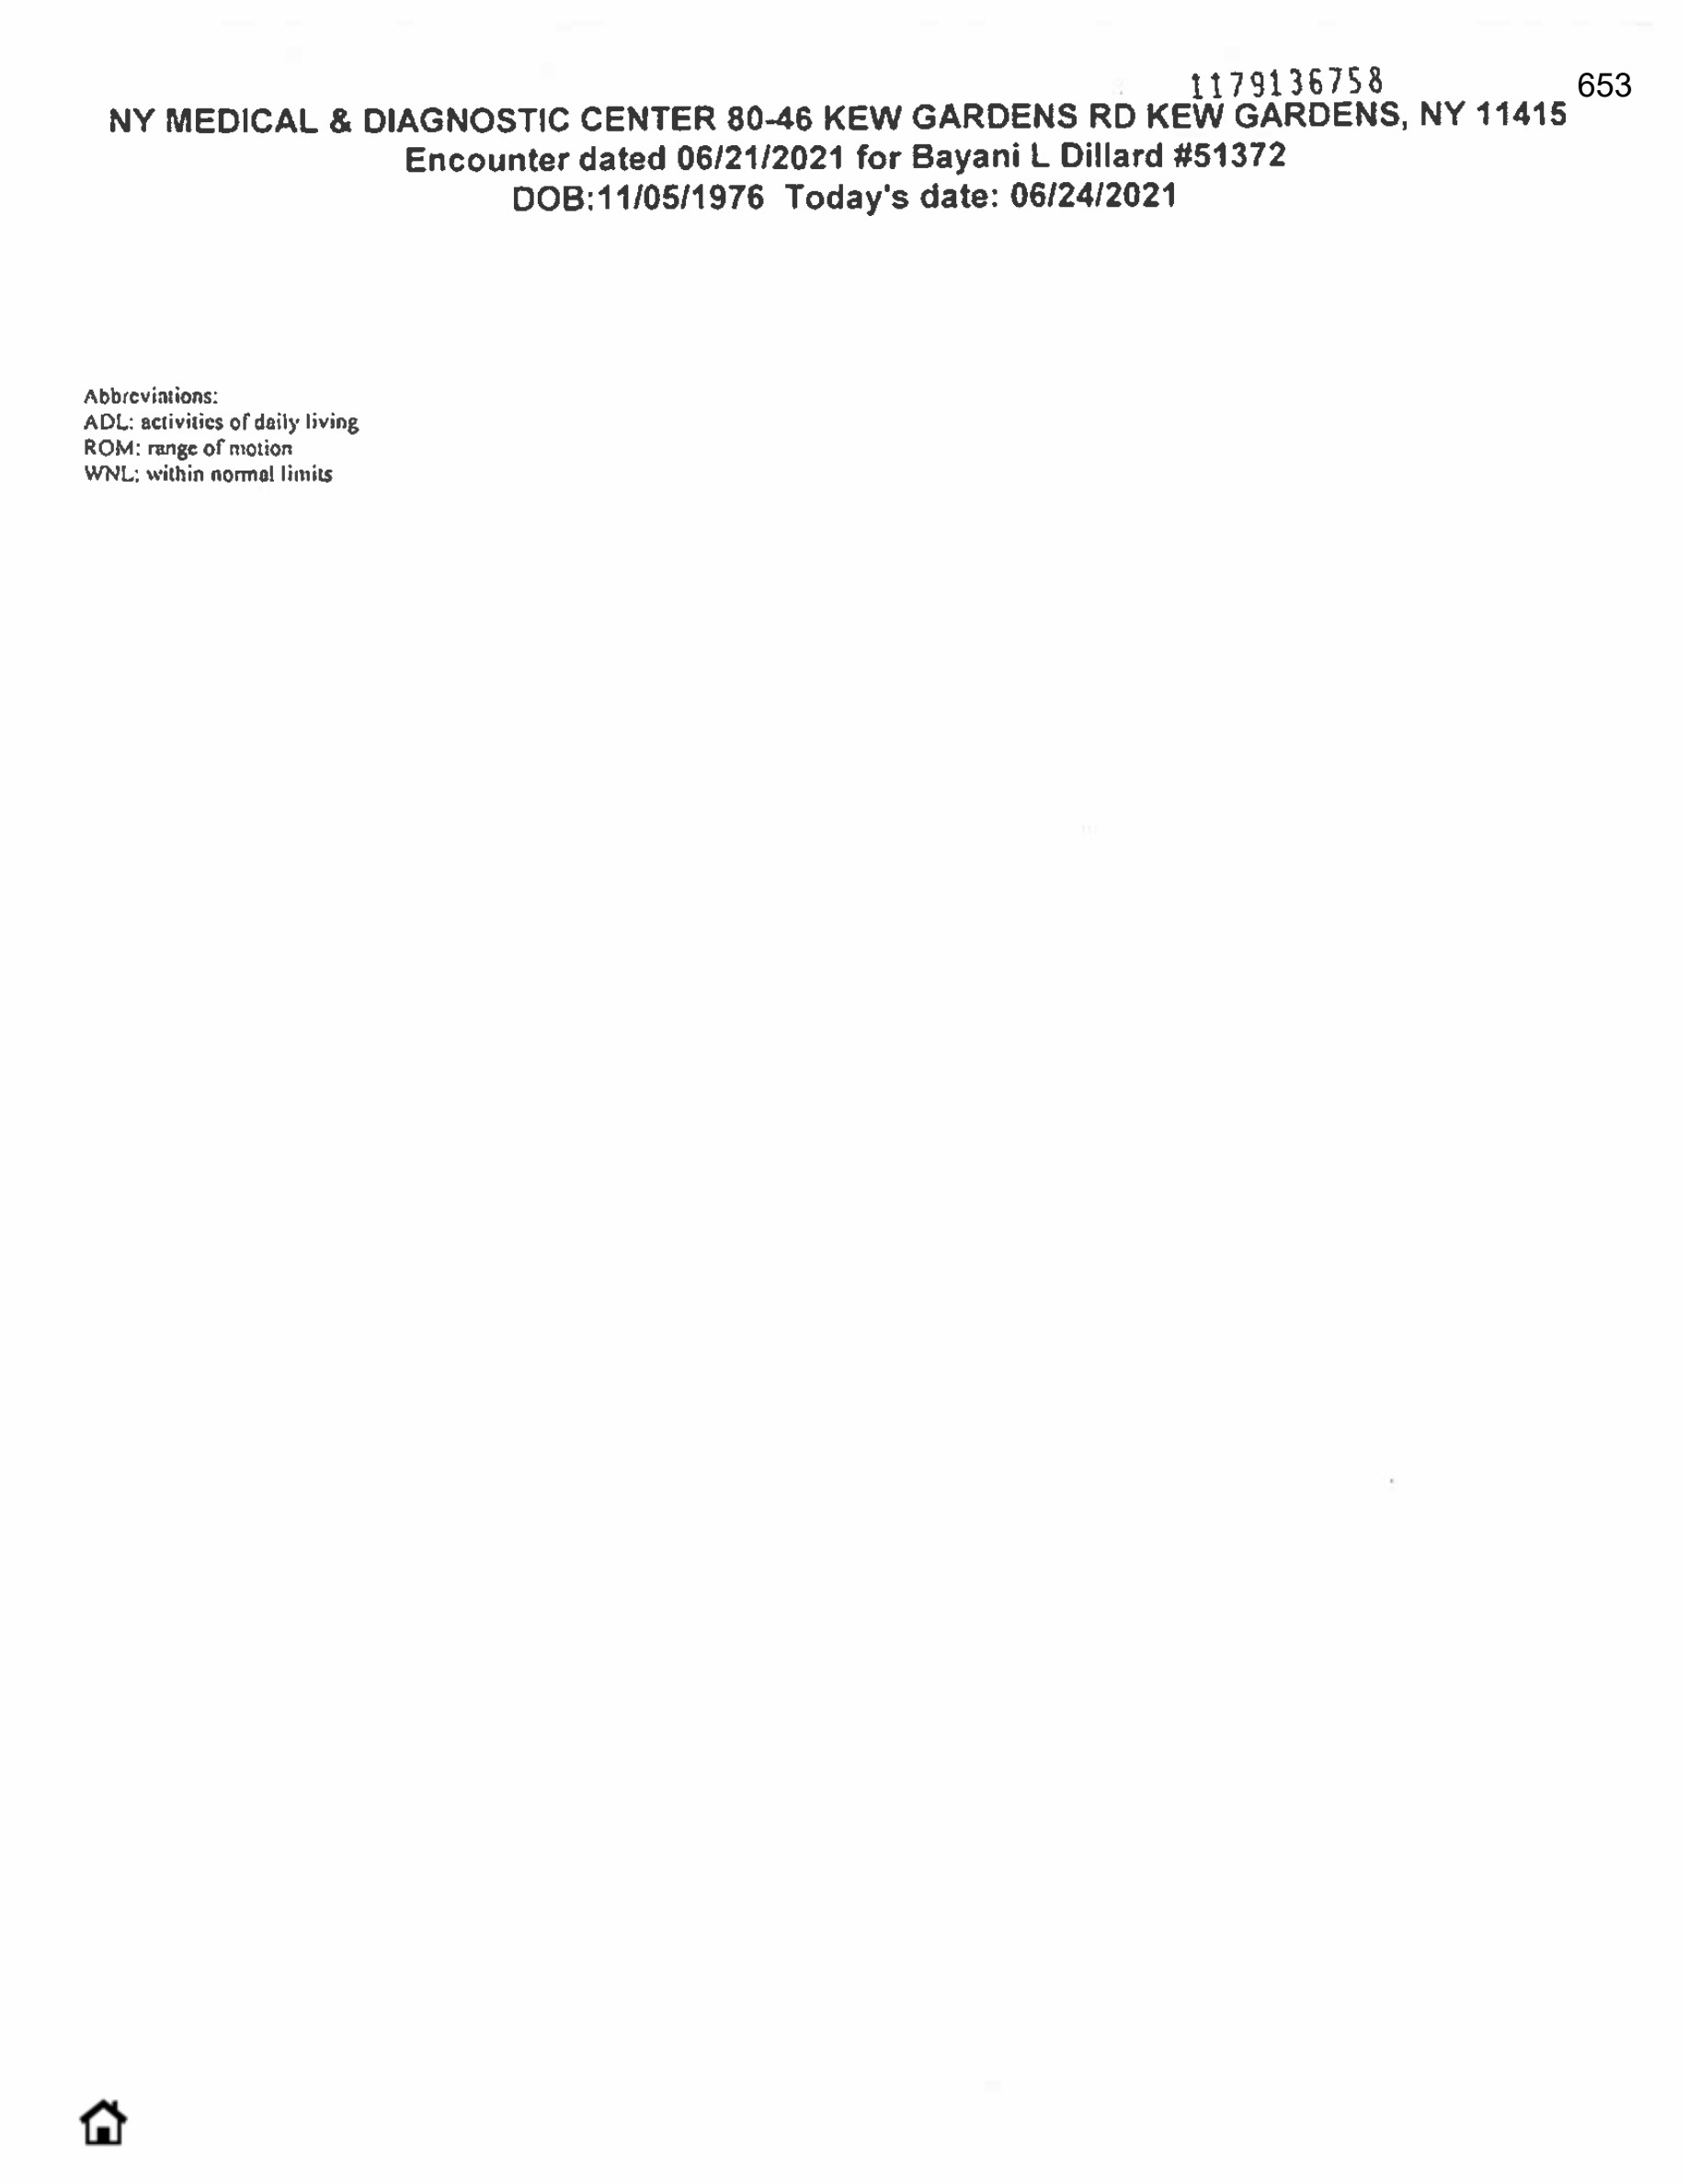 1179136758
653
NY MEDICAL & DIAGNOSTIC CENTER 80-46 KEW GARDENS RD KEW GARDENS, NY 11415
Encounter dated 06/21/2021 for Bayani L Dillard #51372
DOB:11/05/1976 Today's date: 06/24/2021
Abbreviations:
ADL: activities of daily living
ROM: range of motion
WNL: within normal limits